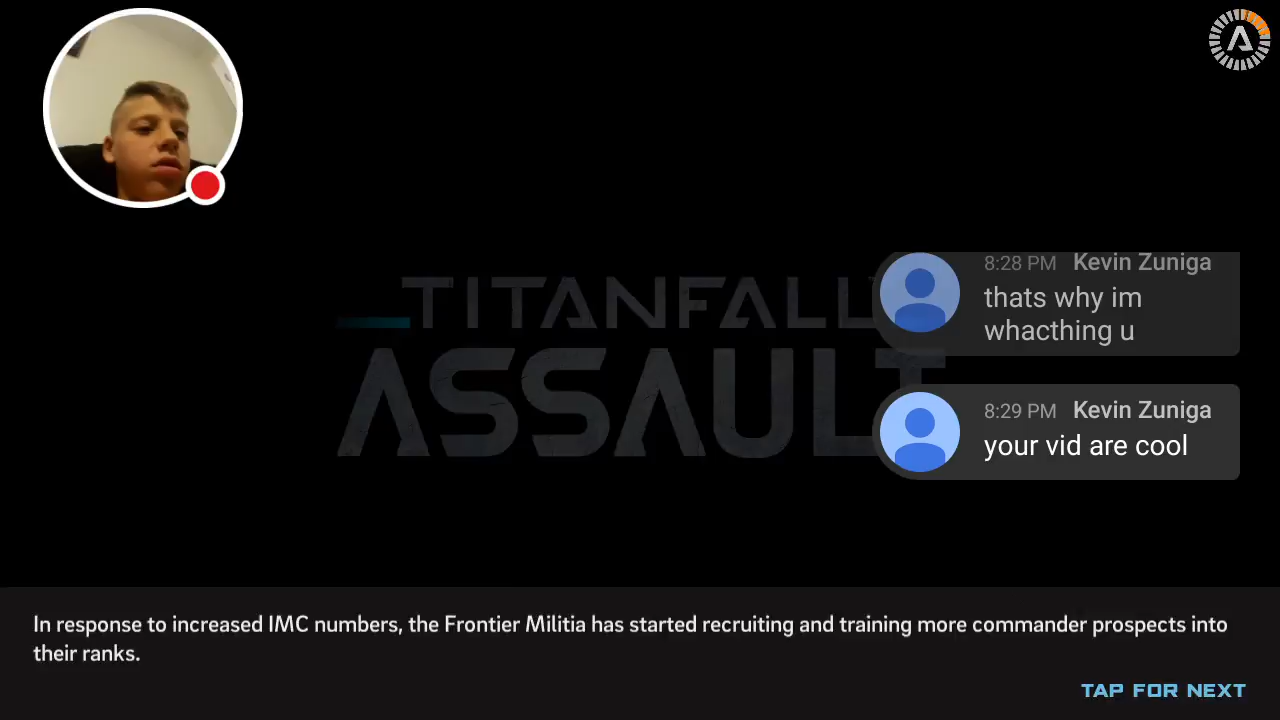 8:28 PM Kevin Zuniga
thats why im
whacthing u
TITANFALL
ASSAULT
8:29 PM Kevin Zuniga
your vid are cool
In response to increased IMC numbers, the Frontier Militia has started recruiting and training more commander prospects into
their ranks.
TAP FOR NEXT